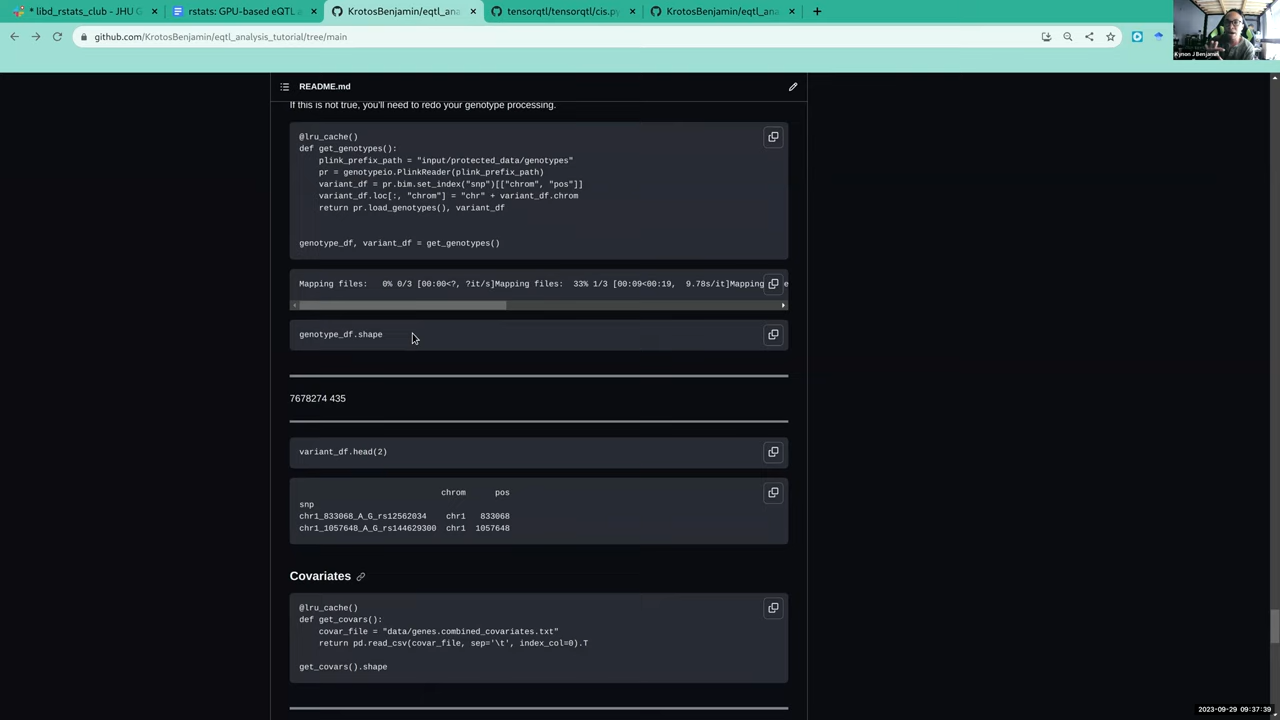 * libd_rstats_club - JHU G
rstats: GPU-based eQTL a
KrotosBenjamin/eqtl_ana
tensorqtl/tensorqtl/cis.py
KrotosBenjamin/eqtl_ana
github.com/KrotosBenjamin/eqtl_analysis_tutorial/tree/main
Kynon J Benjamin
README.md
If this is not true, you'll need to redo your genotype processing.
@lru_cache()
def get_genotypes():
    plink_prefix_path = "input/protected_data/genotypes"
    pr = genotypeio.PlinkReader(plink_prefix_path)
    variant_df = pr.bim.set_index("snp")[["chrom", "pos"]]
    variant_df.loc[:, "chrom"] = "chr" + variant_df.chrom
    return pr.load_genotypes(), variant_df
genotype_df, variant_df = get_genotypes()
Mapping files:   0% 0/3 [00:00<?, ?it/s]Mapping files:  33% 1/3 [00:09<00:19,  9.78s/it]Mapping
genotype_df.shape
7678274 435
variant_df.head(2)
chrom pos
snp
chr1_833068_A_G_rs12562034 chr1 833068
chr1_1057648_A_G_rs144629300 chr1 1057648
Covariates
@lru_cache()
def get_covars():
    covar_file = "data/genes.combined_covariates.txt"
    return pd.read_csv(covar_file, sep='\t', index_col=0).T
get_covars().shape
2023-09-29 09:37:39